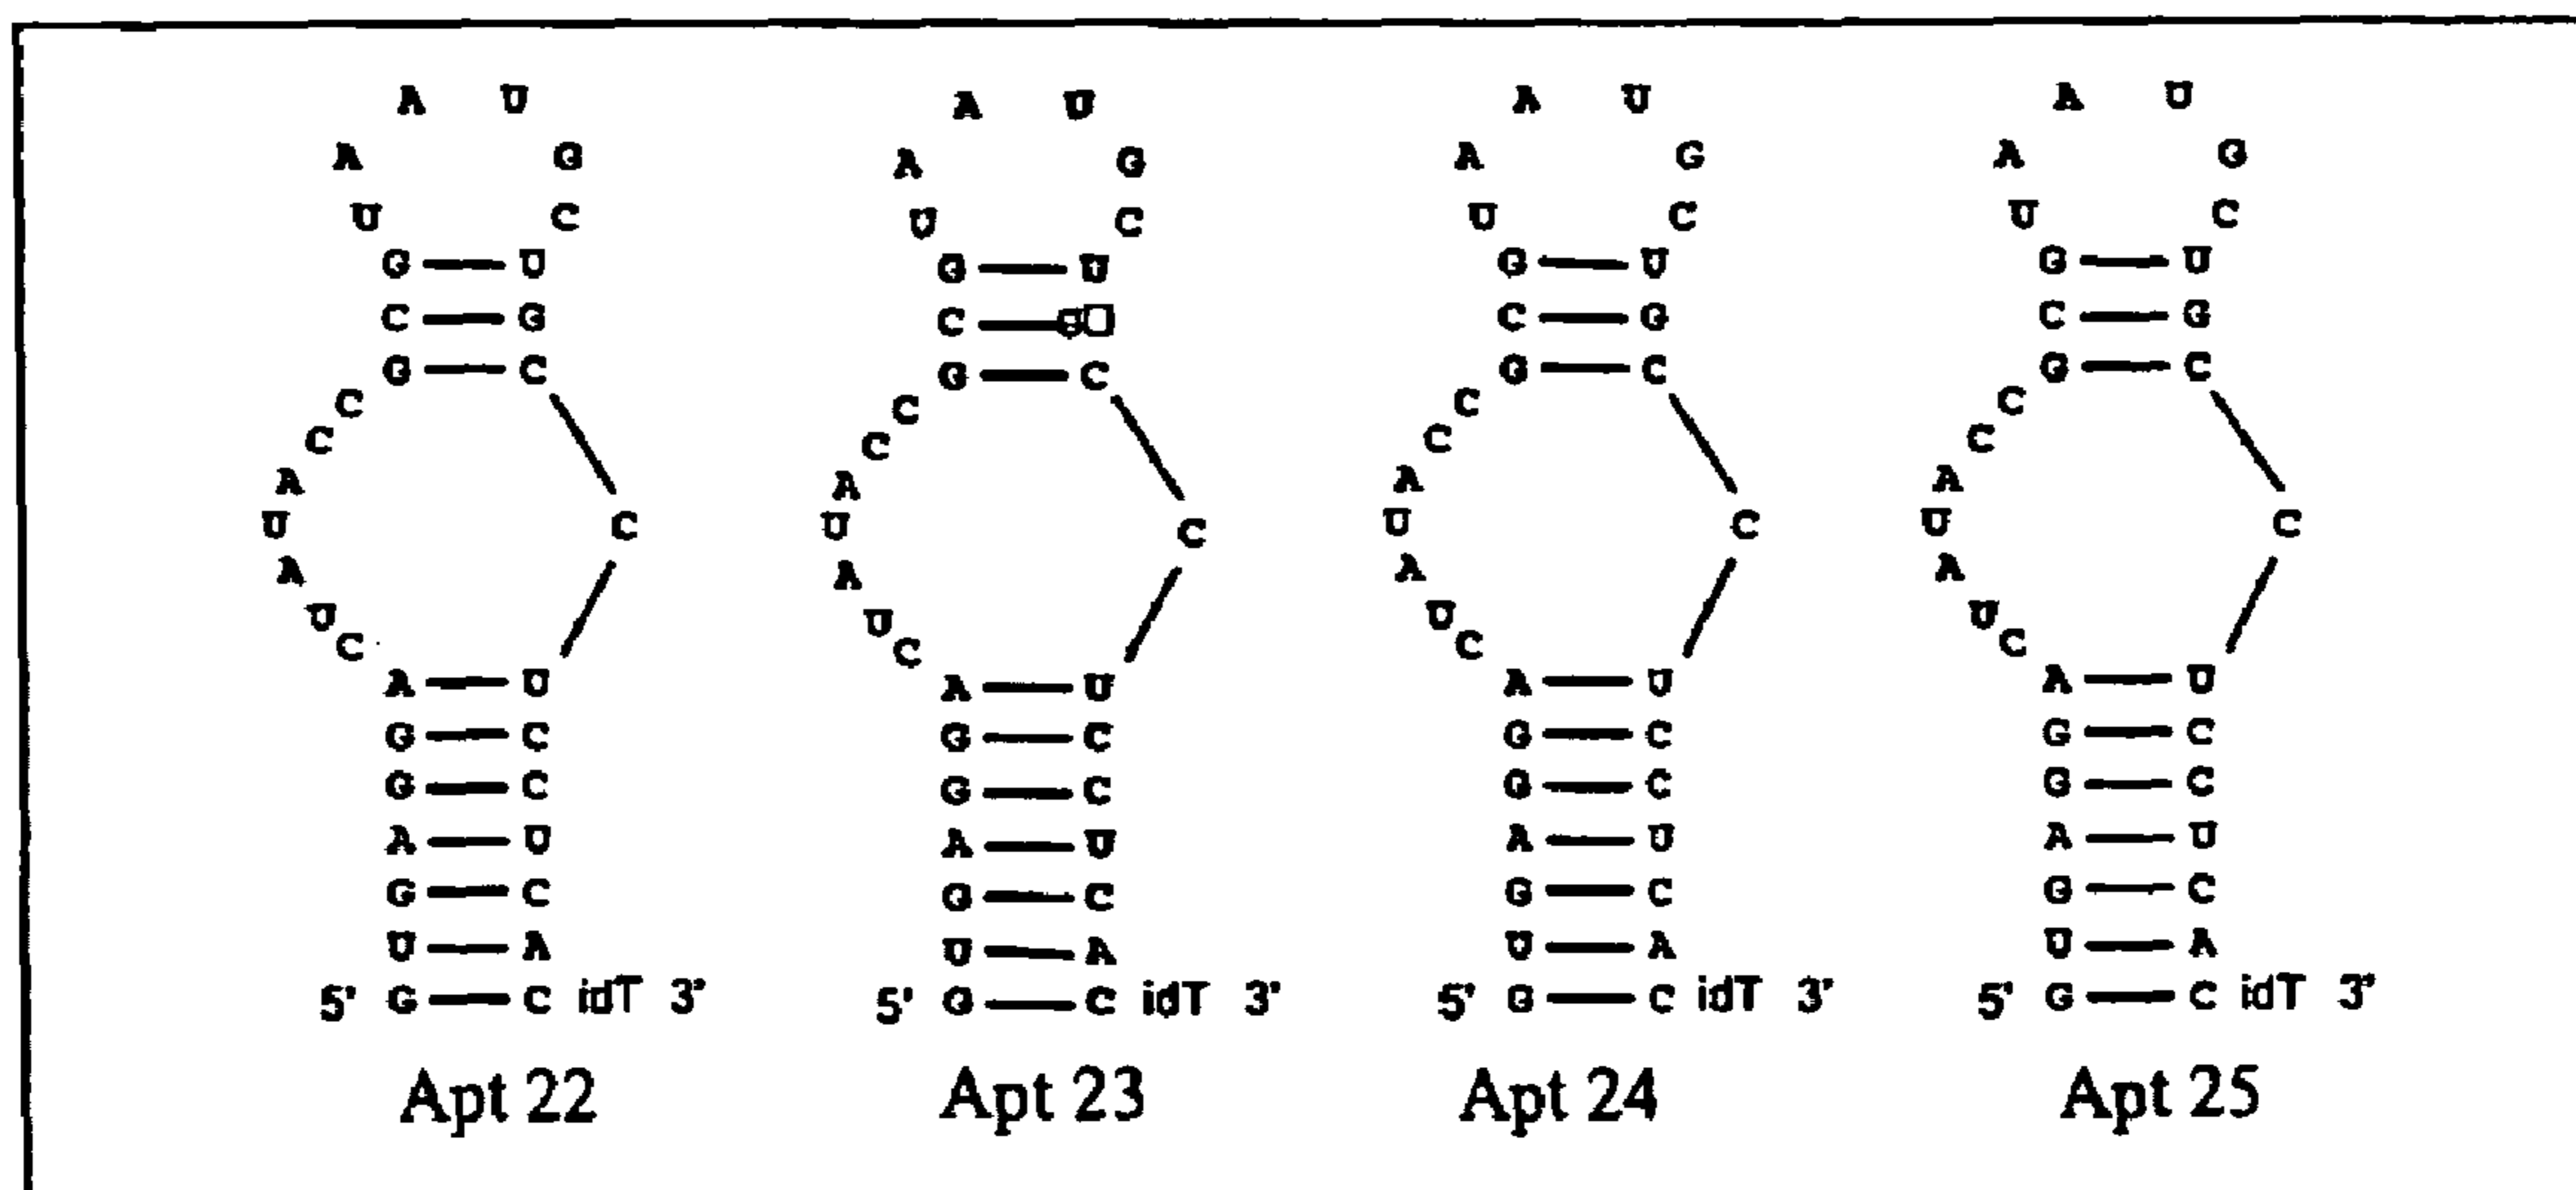 A U A U A U A U
A G A G A G A G
U C U C U C U C
G U G U G U G U
C G C U□ C G C G
G C G C G C G C
C C C C
C C C C
A A A A
U C U C U C U C
A A A A
U U U U
C C C C
A U A U A U A U
G C G C G C G C
G C G C G C G C
A U A U A U A U
G C G C G C G C
U A U A U A U A
5' G C idT 3' 5' G C idT 3' 5' G C idT 3' 5' G C idT 3'
Apt 22 Apt 23 Apt 24 Apt 25